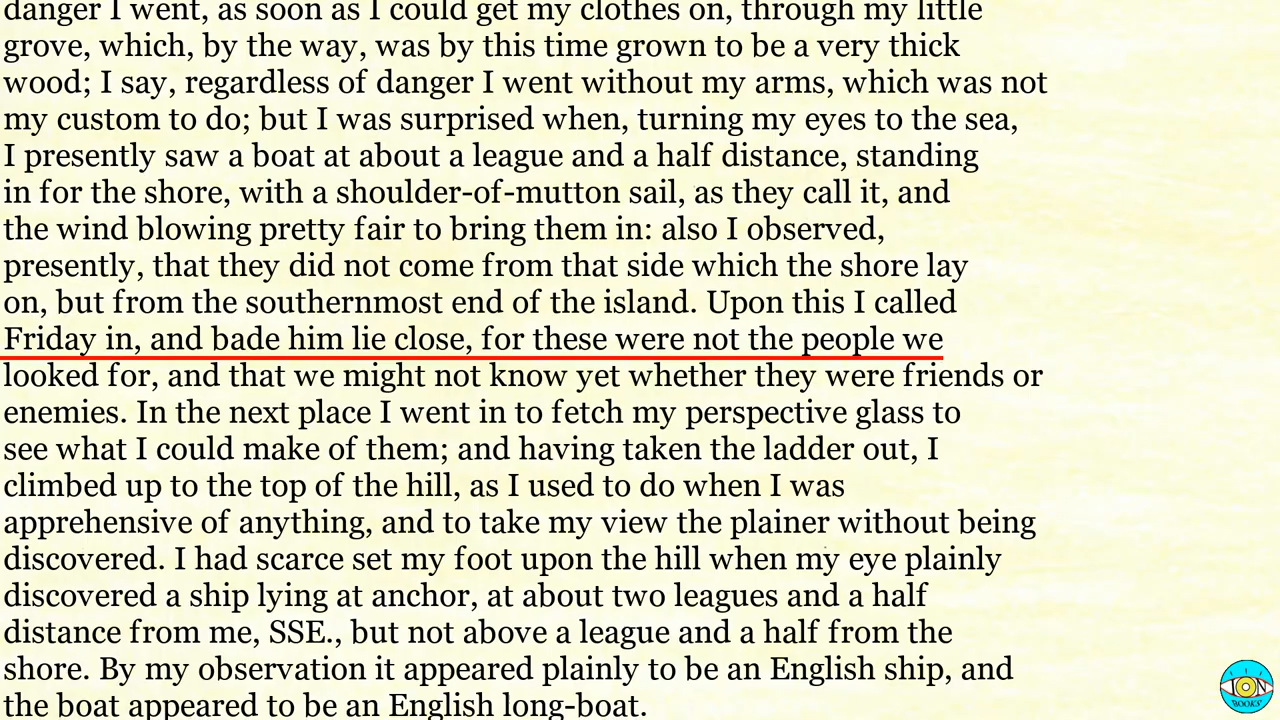 danger I went, as soon as I could get my clothes on, through my little
grove, which, by the way, was by this time grown to be a very thick
wood; I say, regardless of danger I went without my arms, which was not
my custom to do; but I was surprised when, turning my eyes to the sea,
I presently saw a boat at about a league and a half distance, standing
in for the shore, with a shoulder-of-mutton sail, as they call it, and
the wind blowing pretty fair to bring them in: also I observed,
presently, that they did not come from that side which the shore lay
on, but from the southernmost end of the island. Upon this I called
Friday in, and bade him lie close, for these were not the people we
looked for, and that we might not know yet whether they were friends or
enemies. In the next place I went in to fetch my perspective glass to
see what I could make of them; and having taken the ladder out, I
climbed up to the top of the hill, as I used to do when I was
apprehensive of anything, and to take my view the plainer without being
discovered. I had scarce set my foot upon the hill when my eye plainly
discovered a ship lying at anchor, at about two leagues and a half
distance from me, SSE., but not above a league and a half from the
shore. By my observation it appeared plainly to be an English ship, and
the boat appeared to be an English long-boat.
ION
BOOKS